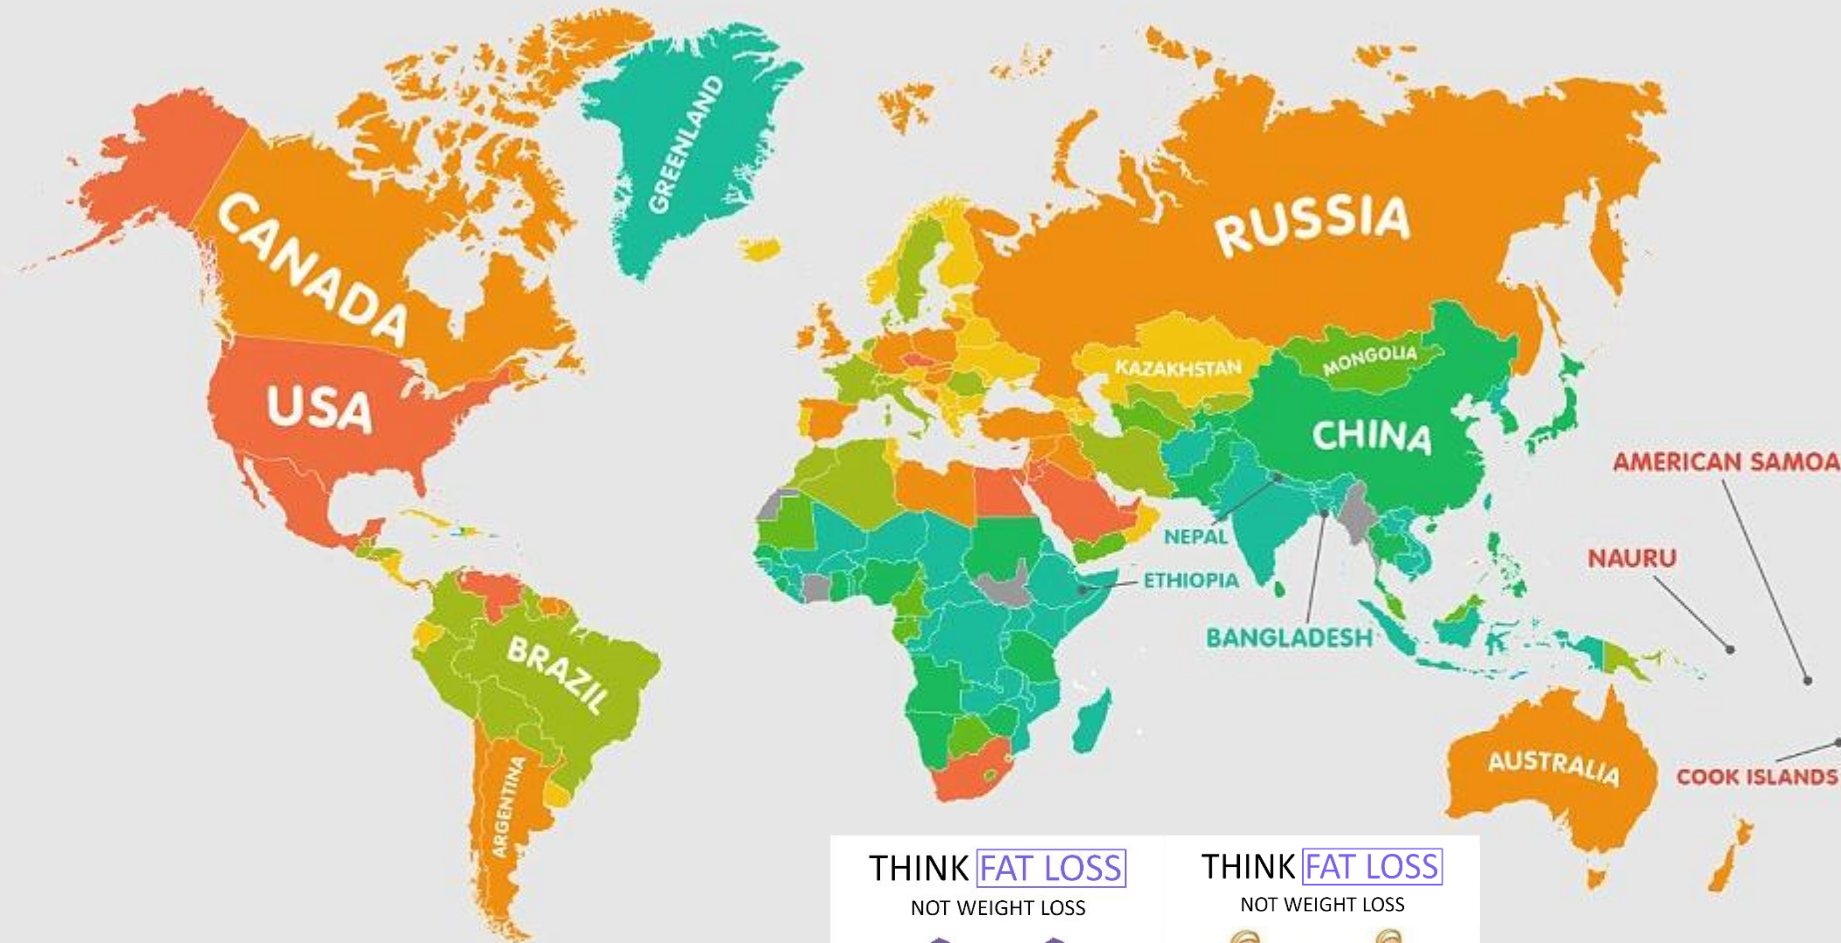 GREENLAND
CANADA
RUSSIA
KAZAKHSTAN
MONGOLIA
USA
CHINA
AMERICAN SAMOA
NEPAL
NAURU
ETHIOPIA
BANGLADESH
BRAZIL
AUSTRALIA
COOK ISLANDS
ARGENTINA
THINK FAT LOSS
NOT WEIGHT LOSS
THINK FAT LOSS
NOT WEIGHT LOSS